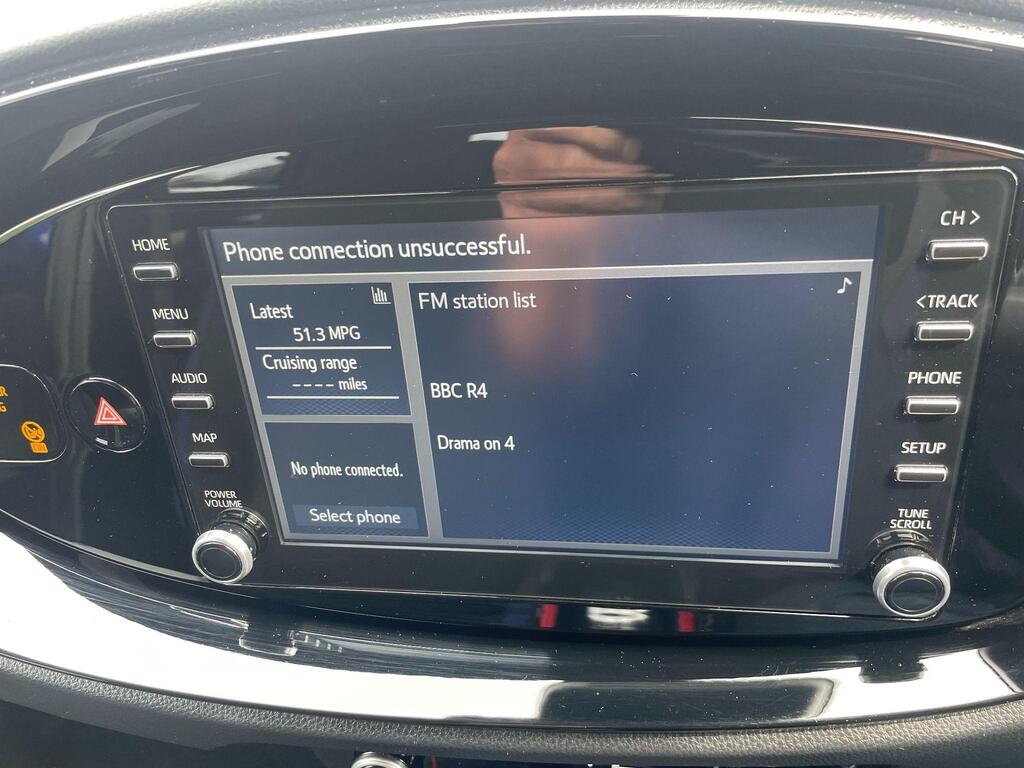 HOME
MENU
AUDIO
MAP
POWER
VOLUME
Phone connection unsuccessful.
Latest
51.3 MPG
Cruising range
---- miles
No phone connected.
Select phone
FM station list
BBC R4
Drama on 4
CH >
<TRACK
PHONE
SETUP
TUNE
SCROLL